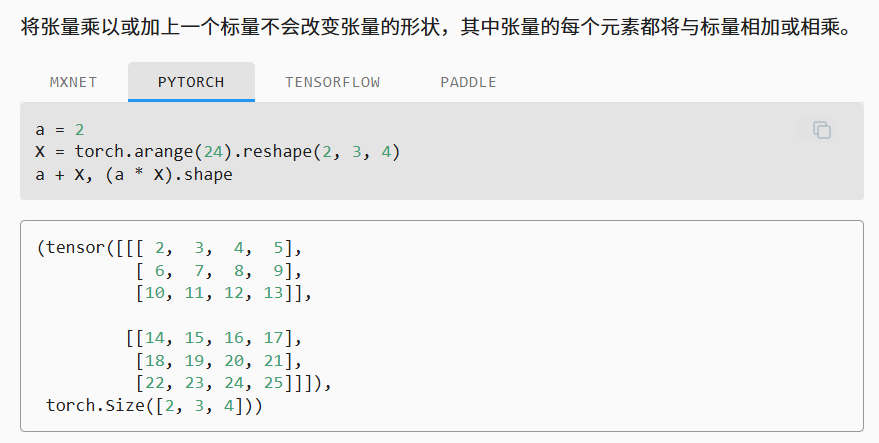 将张量乘以或加上一个标量不会改变张量的形状，其中张量的每个元素都将与标量相加或相乘。
MXNET PYTORCH TENSORFLOW PADDLE
a = 2
X = torch.arange(24).reshape(2, 3, 4)
a + X, (a * X).shape
(tensor([[[ 2,  3,  4,  5],
          [ 6,  7,  8,  9],
          [10, 11, 12, 13]],
         [[14, 15, 16, 17],
          [18, 19, 20, 21],
          [22, 23, 24, 25]]]),
 torch.Size([2, 3, 4]))